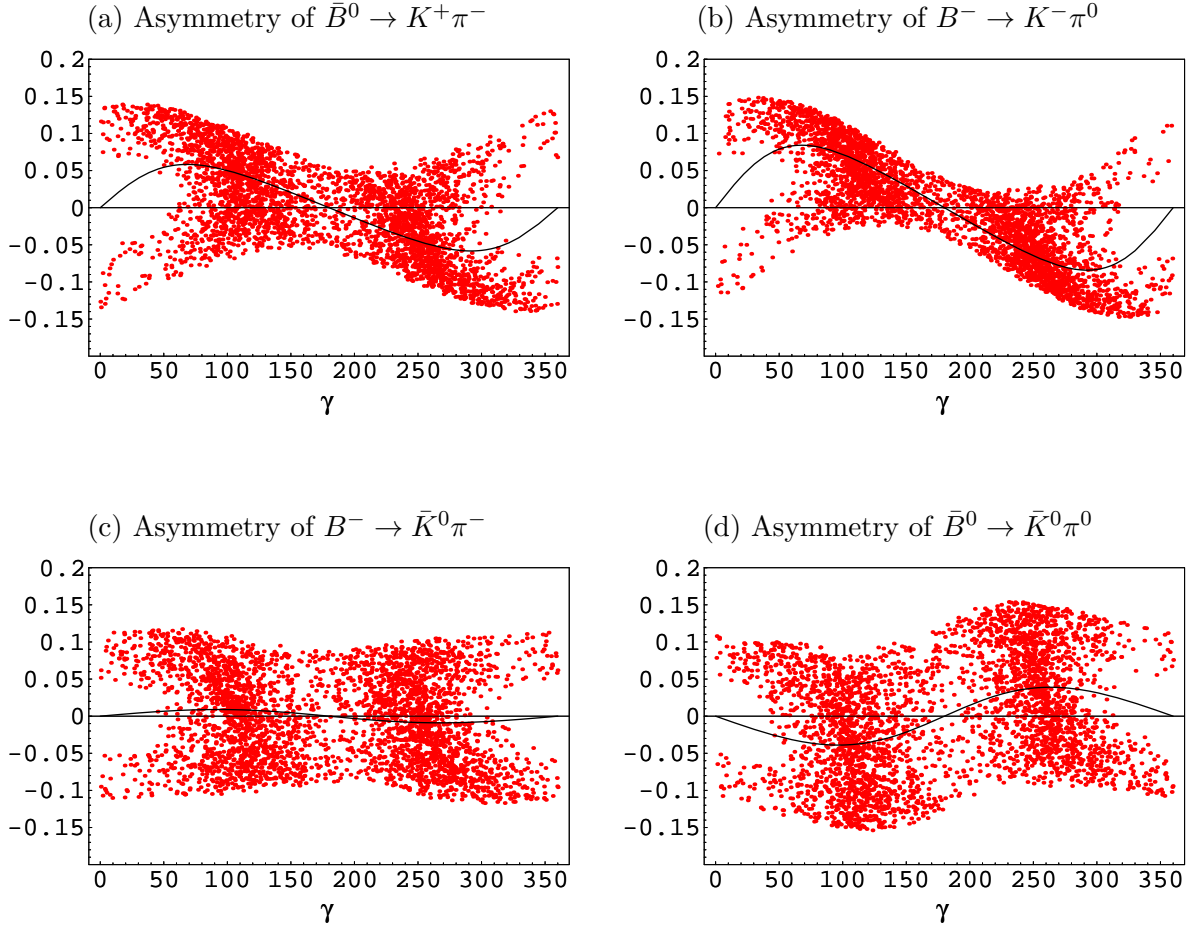 (a) Asymmetry of B̄⁰ → K⁺π⁻
0.2
0.15
0.1
0.05
0
-0.05
-0.1
-0.15
0 50 100 150 200 250 300 350
γ
(b) Asymmetry of B⁻ → K⁻π⁰
0.2
0.15
0.1
0.05
0
-0.05
-0.1
-0.15
0 50 100 150 200 250 300 350
γ
(c) Asymmetry of B⁻ → K̄⁰π⁻
0.2
0.15
0.1
0.05
0
-0.05
-0.1
-0.15
0 50 100 150 200 250 300 350
γ
(d) Asymmetry of B̄⁰ → K̄⁰π⁰
0.2
0.15
0.1
0.05
0
-0.05
-0.1
-0.15
0 50 100 150 200 250 300 350
γ